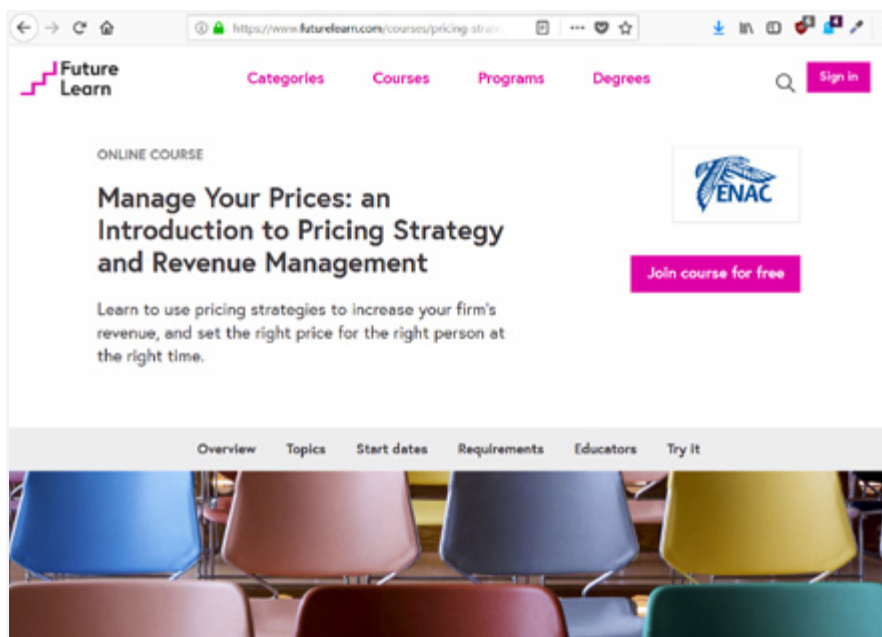 https://www.futurelearn.com/courses/pricing-strate
Future
Learn
Categories
Courses
Programs
Degrees
Sign in
ONLINE COURSE
ENAC
Manage Your Prices: an
Introduction to Pricing Strategy
and Revenue Management
Join course for free
Learn to use pricing strategies to increase your firm's
revenue, and set the right price for the right person at
the right time.
Overview
Topics
Start dates
Requirements
Educators
Try It